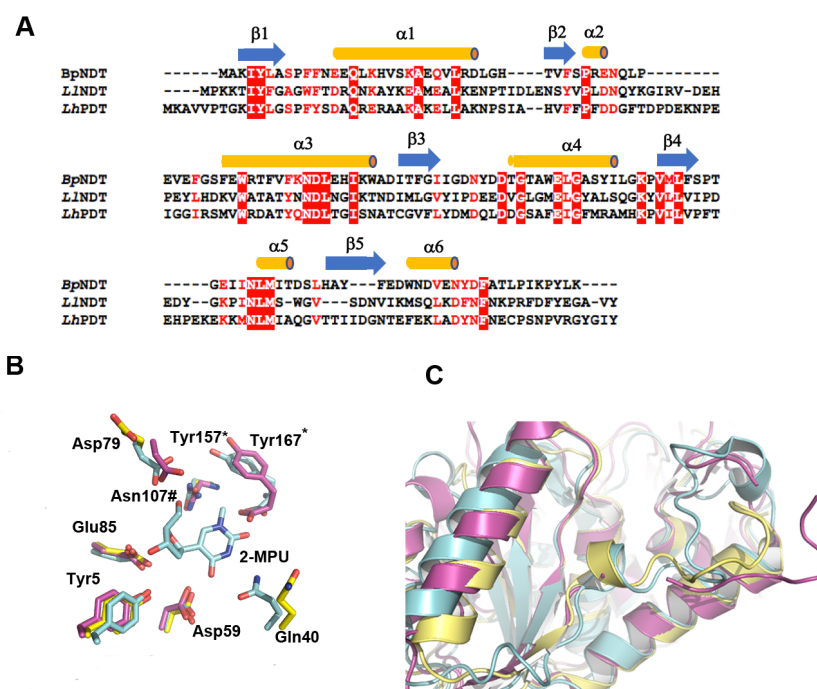 A
β1 α1 β2 α2
BpNDT ------MAKIYLASPFFNEEQLKHVSKAEQVLRDLGH----TVFSPRENQLP------
LlNDT ----MPKKTIYFGAGWFTDRQNKAYKEAMEALKENPTIDLENSYVPLDNQYKGIRV-DEH
LhPDT MKAVVPTGKIYLGSPFYSDAQRERAAKAKELLAKNPSIA--HVFFPFDDGFTDPDEKNPE
α3 β3 α4 β4
BpNDT EVEFGSFEWRTFVFKNDLEHIKWADITFGIIGDNYDDTGTAWELGASYILGKPVMLFSPT
LlNDT PEYLHDKVWATATYNNDLNGIKTNDIMLGVYIPDEEDVGLGMELGYALSQGKYVLLVIPD
LhPDT IGGIRSMVWRDATYQNDLTGISNATCGVFLYDMDQLDDGSAFEIGFMRAMHKPVILVPFT
α5 β5 α6
BpNDT -----GEIINLMITDSLHAY---FEDWNDVENYDFATLPIKPYLK----
LlNDT EDY--GKPINLMS-WGV---SDNVIKMSQLKDFNFNKPRFDFYEGA-VY
LhPDT EHPEKEKKMNLMIAQGVTTIIDGNTEFEKLADYNFNECPSNPVRGYGIY
B C
Asp79 Tyr157* Tyr167*
Asn107#
Glu85
2-MPU
Tyr5
Asp59 Gln40